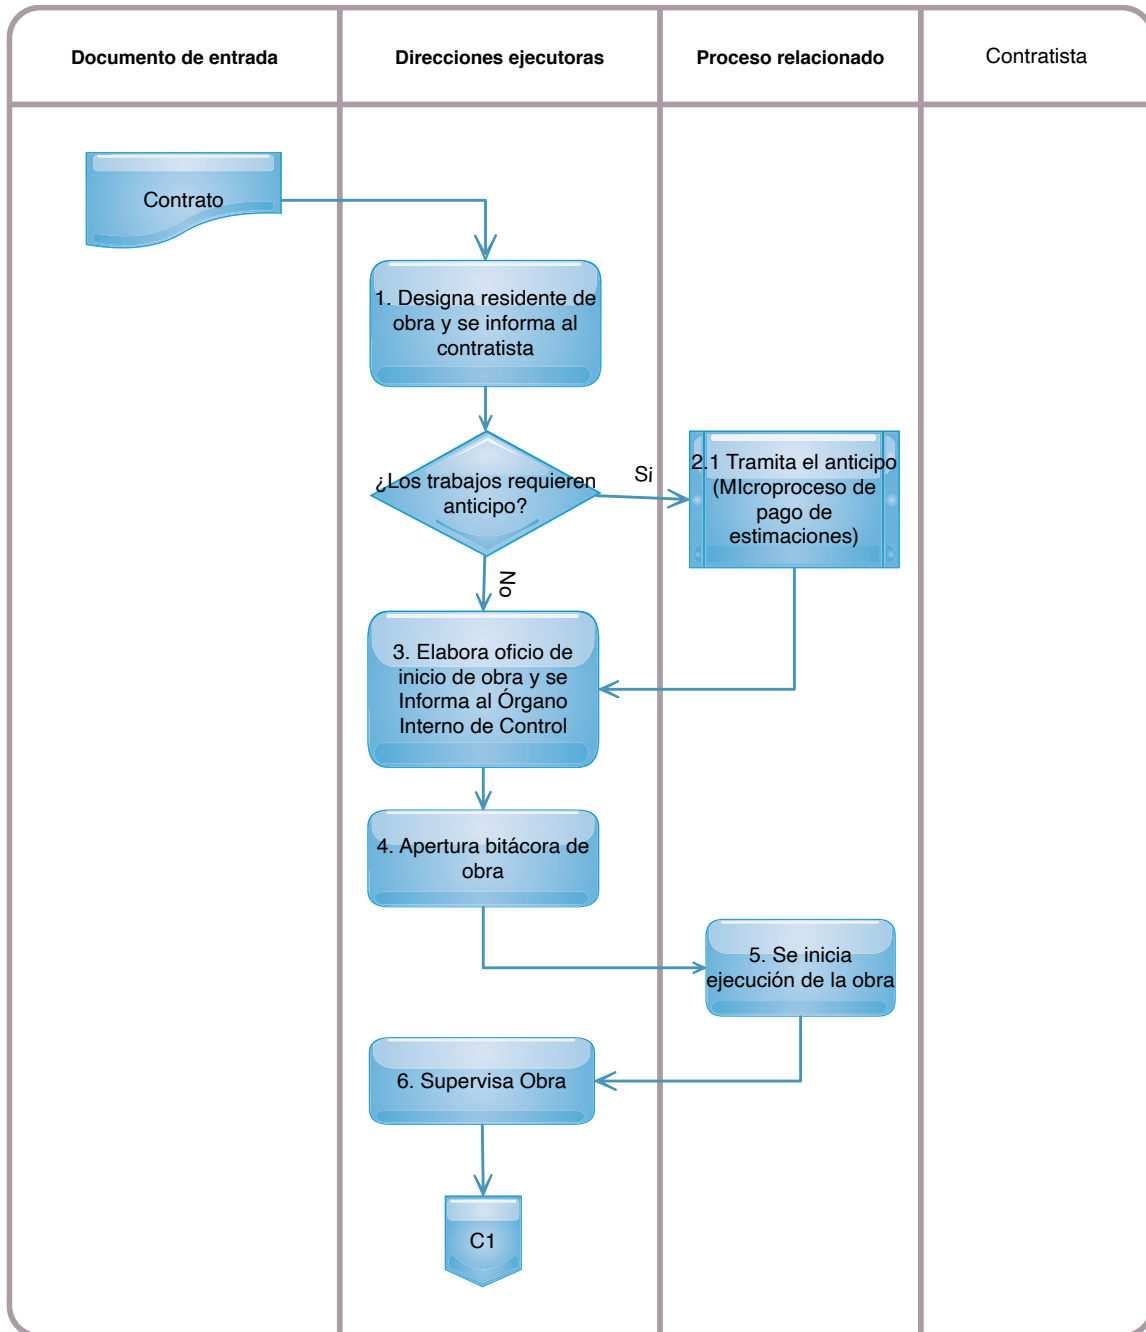 Documento de entrada
Direcciones ejecutoras
Proceso relacionado
Contratista
Contrato
1. Designa residente de
obra y se informa al
contratista
¿Los trabajos requieren
anticipo?
Si
2.1 Tramita el anticipo
(MIcroproceso de
pago de
estimaciones)
No
3. Elabora oficio de
inicio de obra y se
Informa al Órgano
Interno de Control
4. Apertura bitácora de
obra
5. Se inicia
ejecución de la obra
6. Supervisa Obra
C1